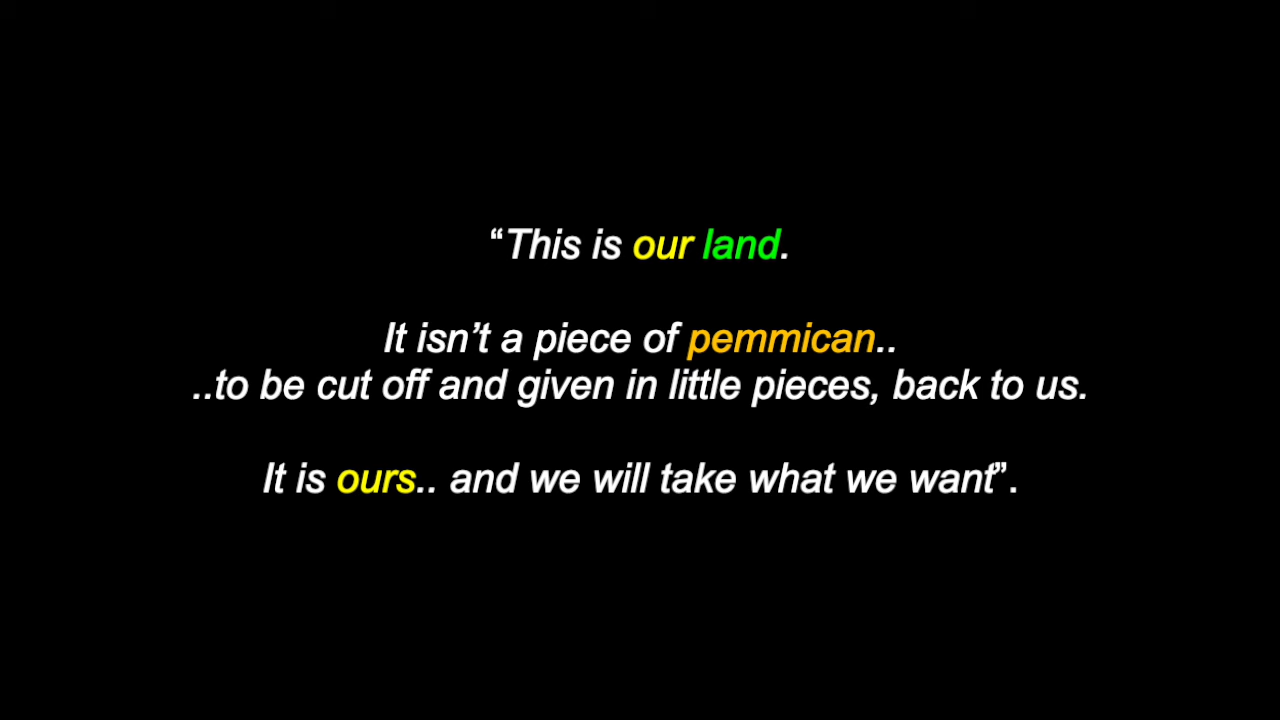 “This is our land.
It isn’t a piece of pemmican..
..to be cut off and given in little pieces, back to us.
It is ours.. and we will take what we want”.